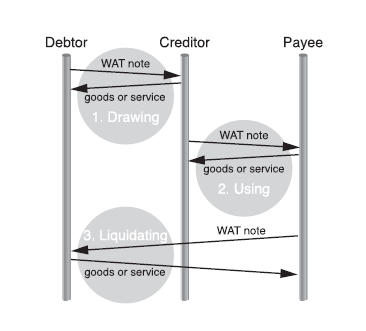 Debtor Creditor Payee
WAT note
goods or service
1. Drawing
WAT note
goods or service
2. Using
WAT note
3. Liquidating
goods or service